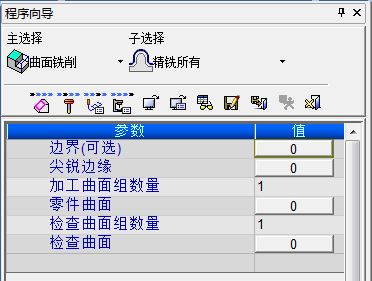 程序向导
主选择 子选择
曲面铣削 精铣所有
参数 值
边界(可选) 0
尖锐边缘 0
加工曲面组数量 1
零件曲面 0
检查曲面组数量 1
检查曲面 0